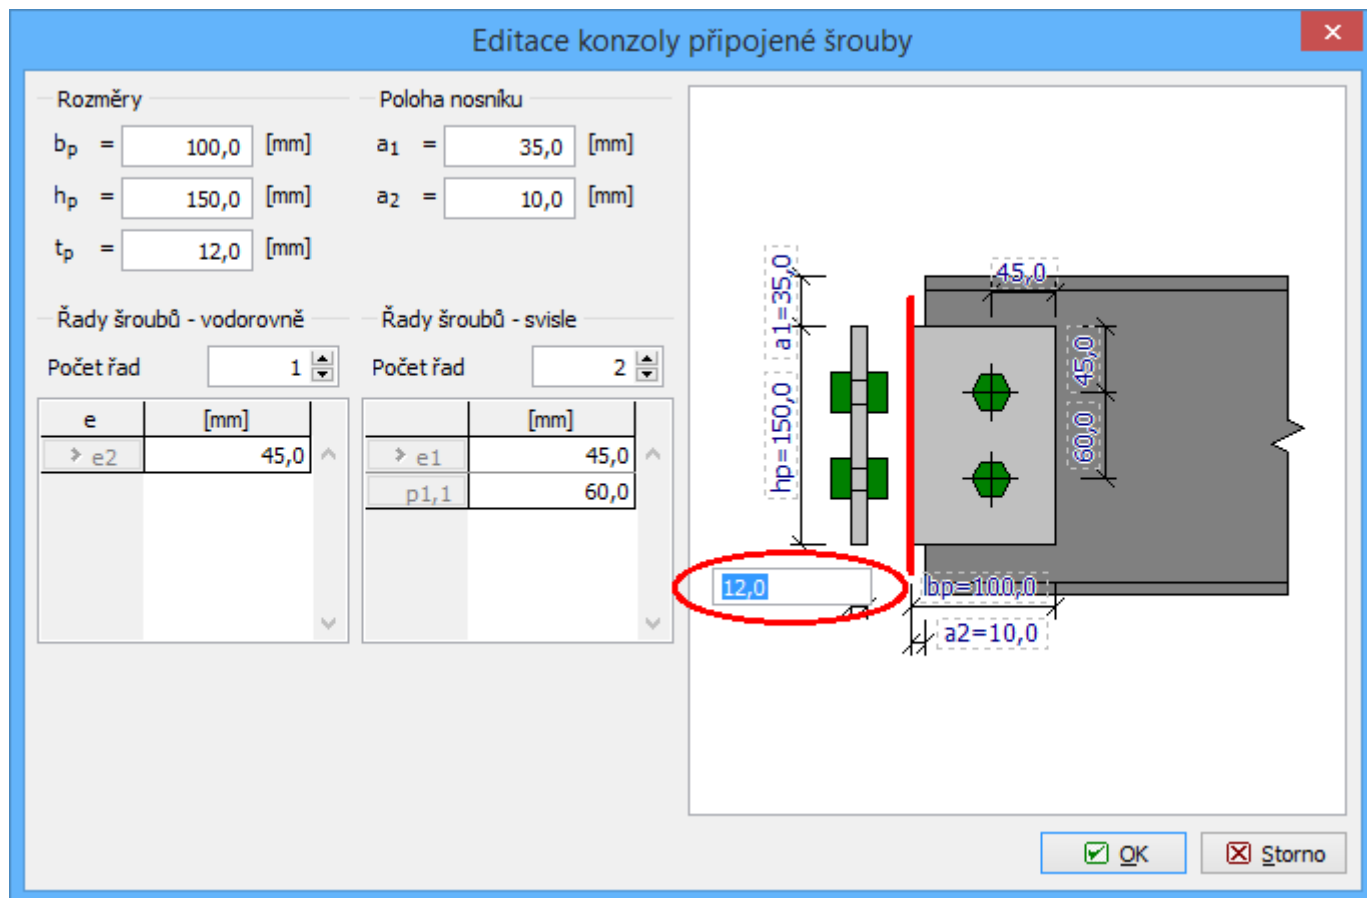 Editace konzoly připojené šrouby
Rozměry
bp = 100,0 [mm]
hp = 150,0 [mm]
tp = 12,0 [mm]
Poloha nosníku
a1 = 35,0 [mm]
a2 = 10,0 [mm]
Řady šroubů - vodorovně
Počet řad 1
e [mm]
e2 45,0
Řady šroubů - svisle
Počet řad 2
[mm]
e1 45,0
p1,1 60,0
a1=35,0
hp=150,0
45,0
45,0
60,0
12,0
bp=100,0
a2=10,0
OK
Storno